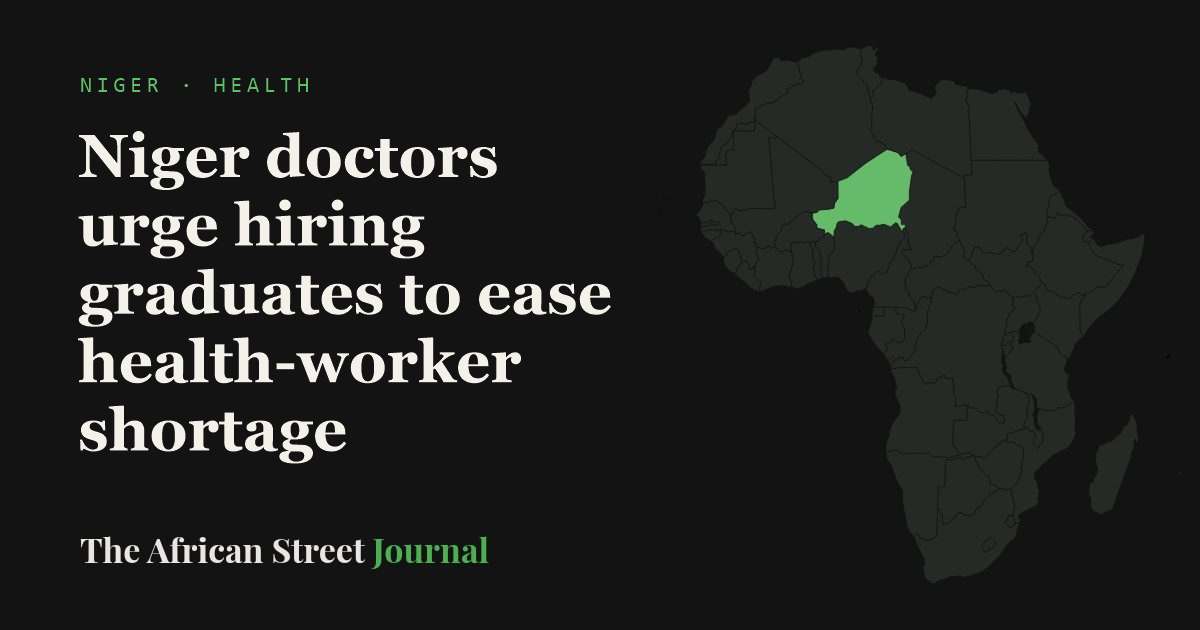 NIGER · HEALTH
Niger doctors
urge hiring
graduates to ease
health-worker
shortage
The African Street Journal